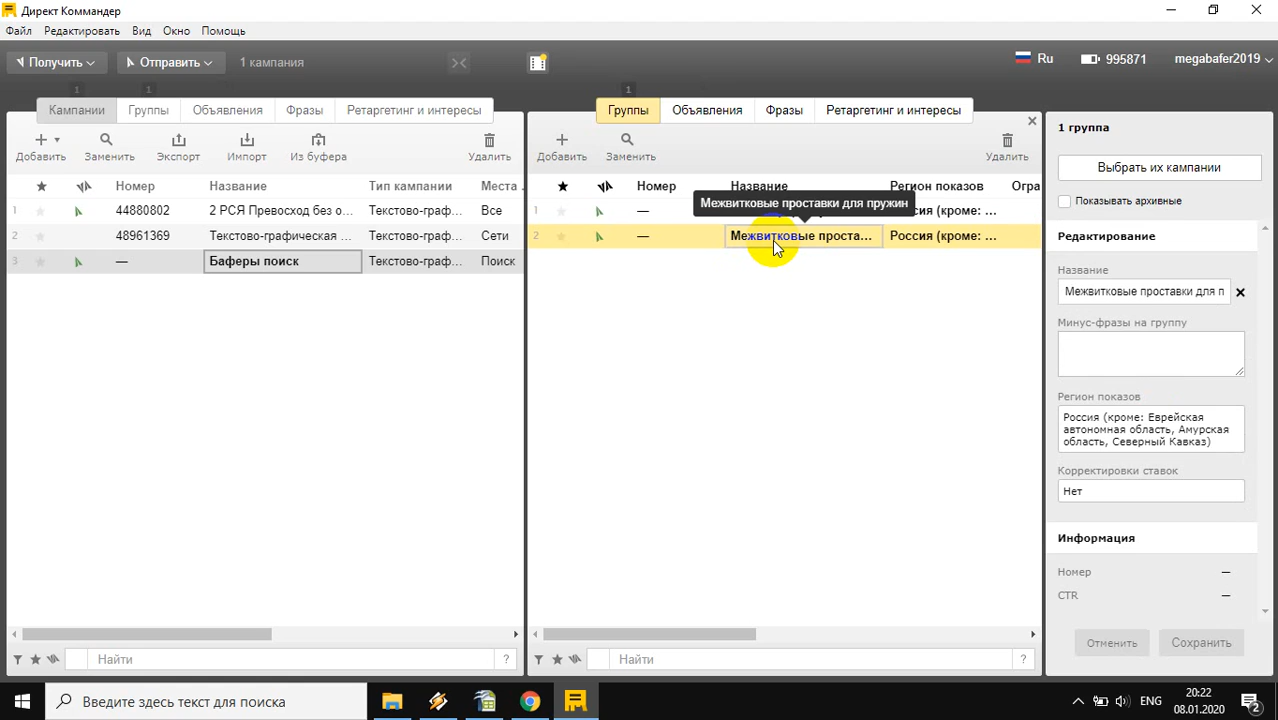 Директ Коммандер
Файл Редактировать Вид Окно Помощь
Получить Отправить 1 кампания Ru 995871 megabafer2019
1 1 1
Кампании Группы Объявления Фразы Ретаргетинг и интересы
Группы Объявления Фразы Ретаргетинг и интересы
Добавить Заменить Экспорт Импорт Из буфера Удалить
Добавить Заменить Удалить
Номер Название Тип кампании Места ..
1 44880802 2 РСЯ Превосход без о... Текстово-граф... Все
2 48961369 Текстово-графическая ... Текстово-граф... Сети
3 — Баферы поиск Текстово-граф... Поиск
Номер Название Регион показов Огра
Межвитковые проставки для пружин
1 — ссия (кроме: ...
2 — Межвитковые проста... Россия (кроме: ...
1 группа
Выбрать их кампании
Показывать архивные
Редактирование
Название
Межвитковые проставки для п
Минус-фразы на группу
Регион показов
Россия (кроме: Еврейская
автономная область, Амурская
область, Северный Кавказ)
Корректировки ставок
Нет
Информация
Номер —
CTR —
Отменить Сохранить
Найти ?
Найти ?
Введите здесь текст для поиска
ENG 20:22
08.01.2020
2